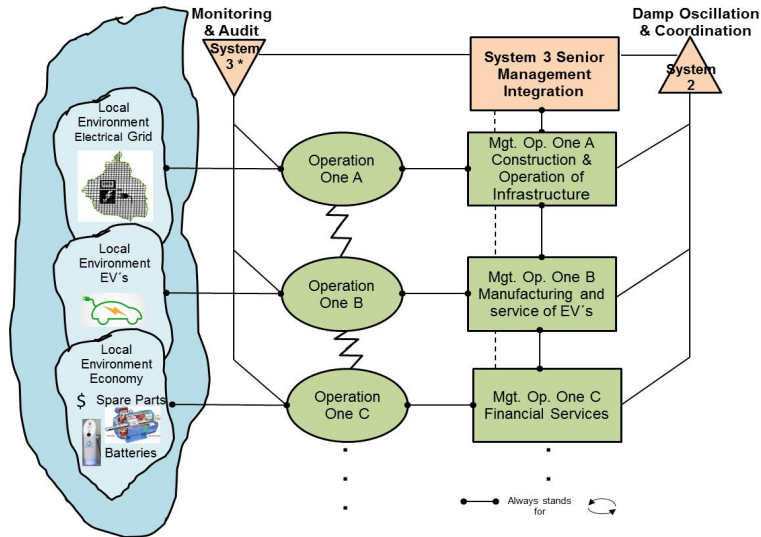 Monitoring
& Audit
System
3 *
System 3 Senior
Management
Integration
Damp Oscillation
& Coordination
System
2
Local
Environment
Electrical Grid
Operation
One A
Mgt. Op. One A
Construction &
Operation of
Infrastructure
Local
Environment
EV´s
Operation
One B
Mgt. Op. One B
Manufacturing and
service of EV´s
Local
Environment
Economy
$ Spare Parts
Batteries
Operation
One C
Mgt. Op. One C
Financial Services
Always stands
for